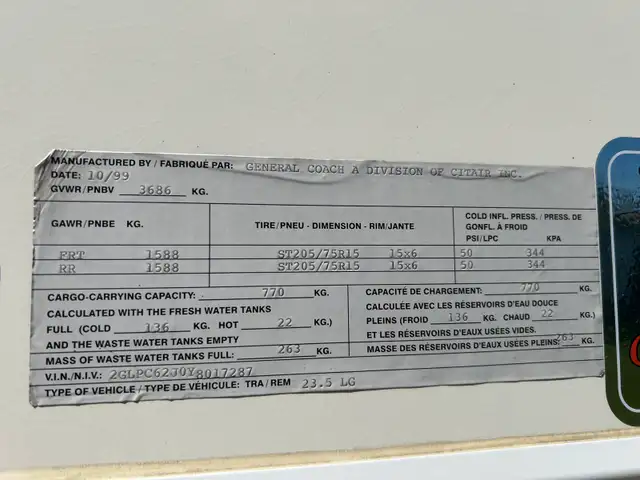 MANUFACTURED BY / FABRIQUÉ PAR: GENERAL COACH A DIVISION OF CITAIR INC.
DATE: 10/99
GVWR/PNBV 3686 KG.
GAWR/PNBE KG. TIRE/PNEU - DIMENSION - RIM/JANTE COLD INFL. PRESS. / PRESS. DE GONFL. À FROID PSI/LPC KPA
FRT 1588 ST205/75R15 15x6 50 344
RR 1588 ST205/75R15 15x6 50 344
CARGO-CARRYING CAPACITY: 770 KG.
CALCULATED WITH THE FRESH WATER TANKS
FULL (COLD 136 KG. HOT 22 KG.)
AND THE WASTE WATER TANKS EMPTY
MASS OF WASTE WATER TANKS FULL: 263 KG.
CAPACITÉ DE CHARGEMENT: 770 KG.
CALCULÉE AVEC LES RÉSERVOIRS D'EAU DOUCE
PLEINS (FROID 136 KG. CHAUD 22 KG.)
ET LES RÉSERVOIRS D'EAU USÉES VIDES.
MASSE DES RÉSERVOIRS D'EAU USÉES PLEINS: 263 KG.
V.I.N./N.I.V.: 2GLPC62J0Y8017287
TYPE OF VEHICLE / TYPE DE VÉHICULE: TRA / REM 23.5 LG